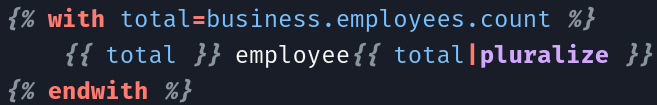 {% with total=business.employees.count %}
    {{ total }} employee{{ total|pluralize }}
{% endwith %}